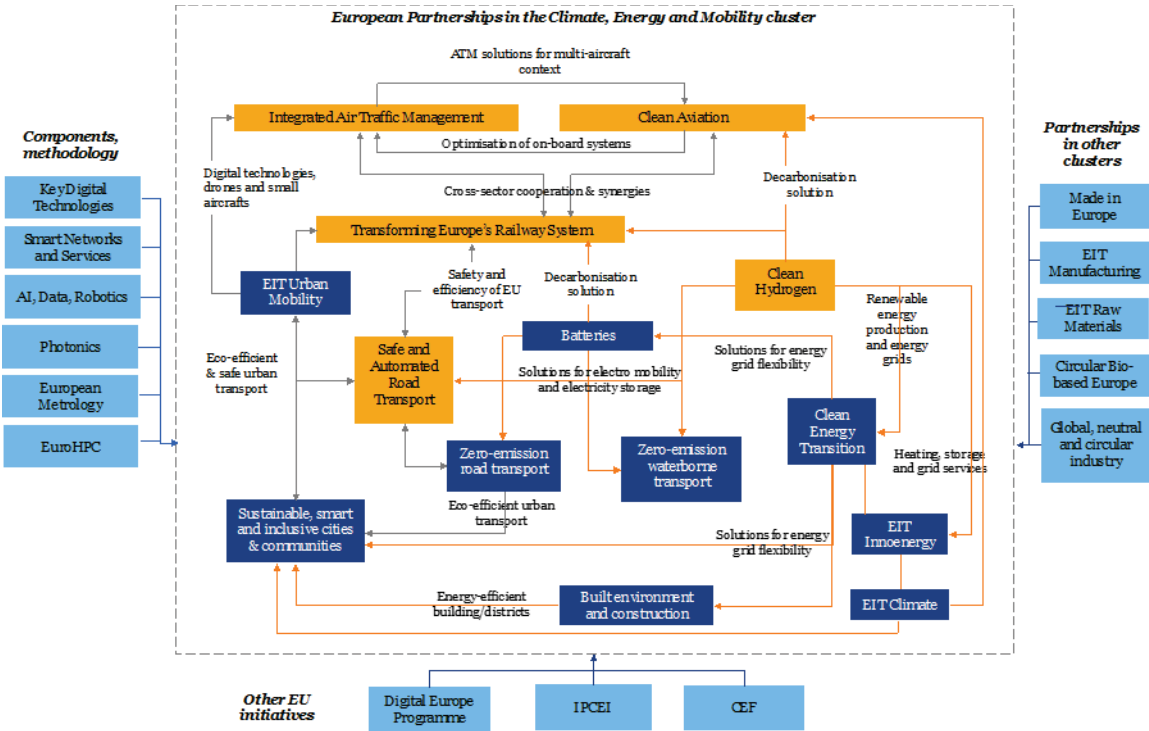 European Partnerships in the Climate, Energy and Mobility cluster
ATM solutions for multi-aircraft
context
Integrated Air Traffic Management
Clean Aviation
Optimisation of on-board systems
Components,
methodology
Key Digital
Technologies
Smart Networks
and Services
AI, Data, Robotics
Photonics
European
Metrology
EuroHPC
Digital technologies,
drones and small
aircrafts
Cross-sector cooperation & synergies
Decarbonisation
solution
Partnerships
in other
clusters
Made in
Europe
EIT
Manufacturing
EIT Raw
Materials
Circular Bio-
based Europe
Global, neutral
and circular
industry
Transforming Europe's Railway System
EIT Urban
Mobility
Safety and
efficiency of EU
transport
Decarbonisation
solution
Clean
Hydrogen
Renewable
energy
production
and energy
grids
Batteries
Eco-efficient
& safe urban
transport
Safe and
Automated
Road
Transport
Solutions for electro mobility
and electricity storage
Solutions for energy
grid flexibility
Clean
Energy
Transition
Zero-emission
road transport
Zero-emission
waterborne
transport
Heating, storage
and grid services
Eco-efficient urban
transport
Sustainable, smart
and inclusive cities
& communities
Solutions for energy
grid flexibility
EIT
Innoenergy
Energy-efficient
building/districts
Built environment
and construction
EIT Climate
Other EU
initiatives
Digital Europe
Programme
IPCEI
CEF